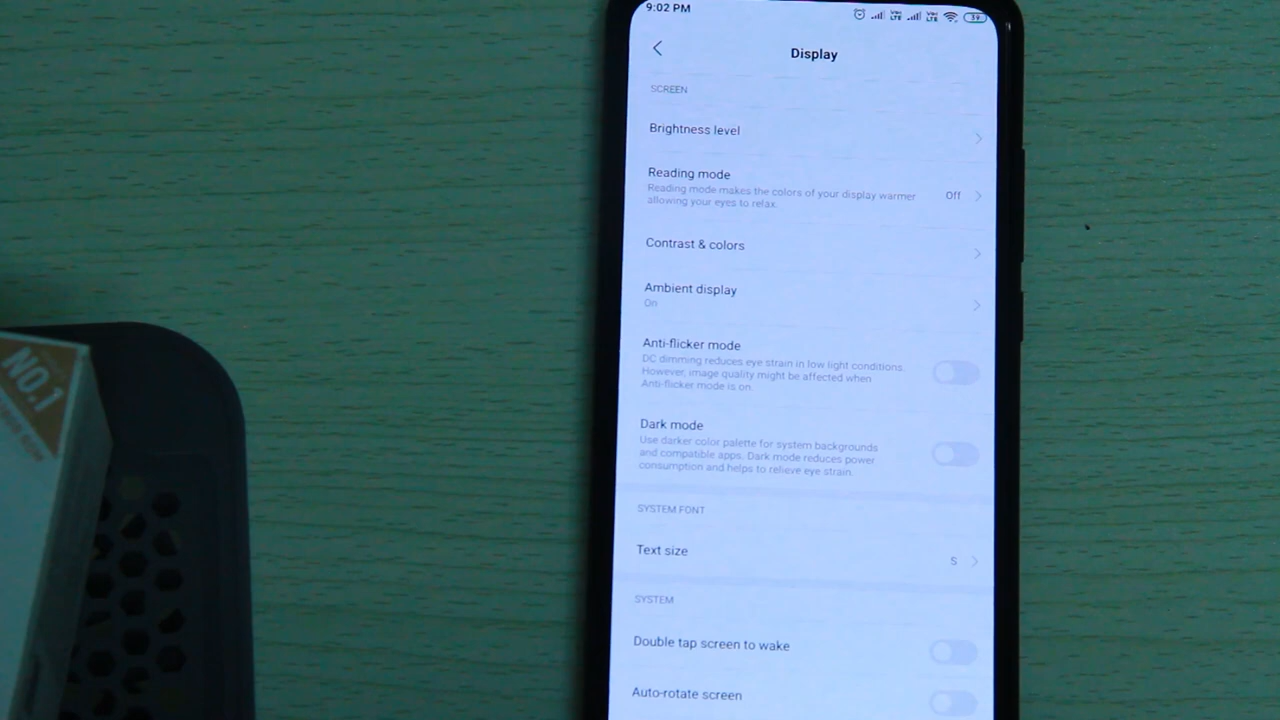 9:02 PM
39
Display
SCREEN
Brightness level
Reading mode
Reading mode makes the colors of your display warmer
allowing your eyes to relax.
Off
Contrast & colors
Ambient display
On
Anti-flicker mode
DC dimming reduces eye strain in low light conditions.
However, image quality might be affected when
Anti-flicker mode is on.
Dark mode
Use darker color palette for system backgrounds
and compatible apps. Dark mode reduces power
consumption and helps to relieve eye strain.
SYSTEM FONT
Text size
S
SYSTEM
Double tap screen to wake
Auto-rotate screen
NO.1